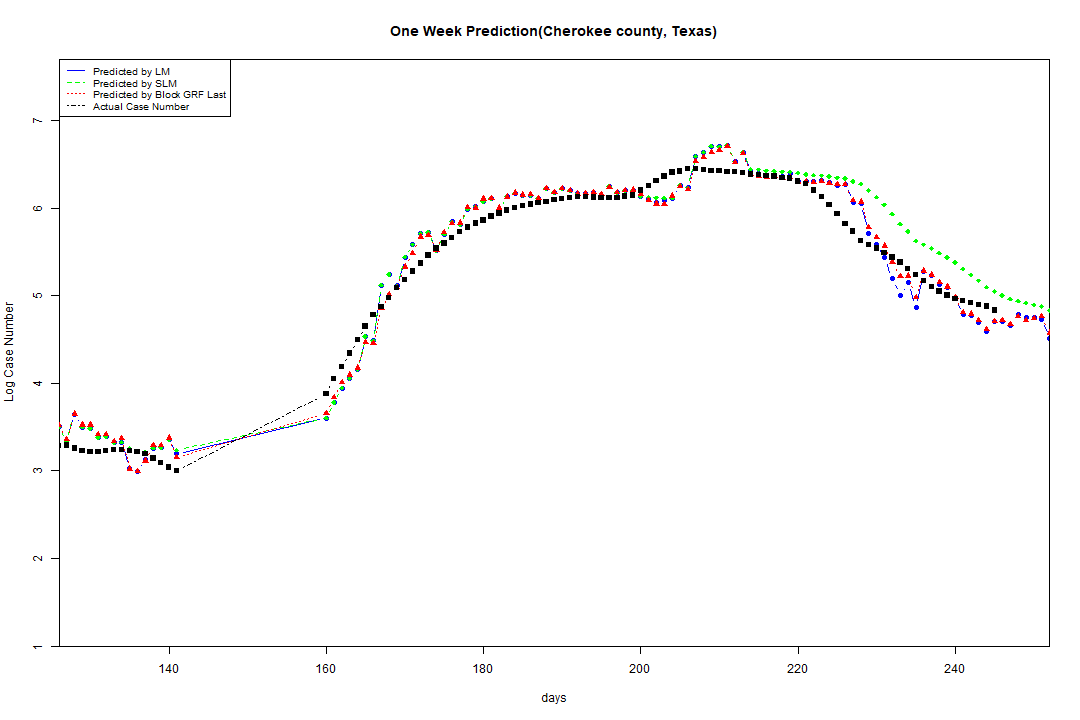 One Week Prediction(Cherokee county, Texas)
Predicted by LM
Predicted by SLM
Predicted by Block GRF Last
Actual Case Number
7
6
5
4
3
2
1
Log Case Number
140 160 180 200 220 240
days